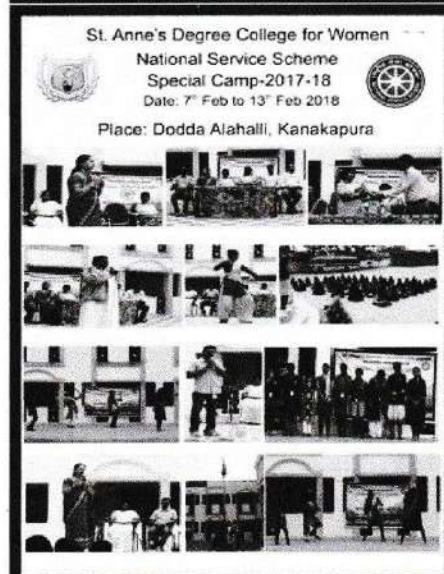 St. Anne's Degree College for Women
National Service Scheme
Special Camp-2017-18
Date: 7th Feb to 13th Feb 2018
Place: Dodda Alahalli, Kanakapura